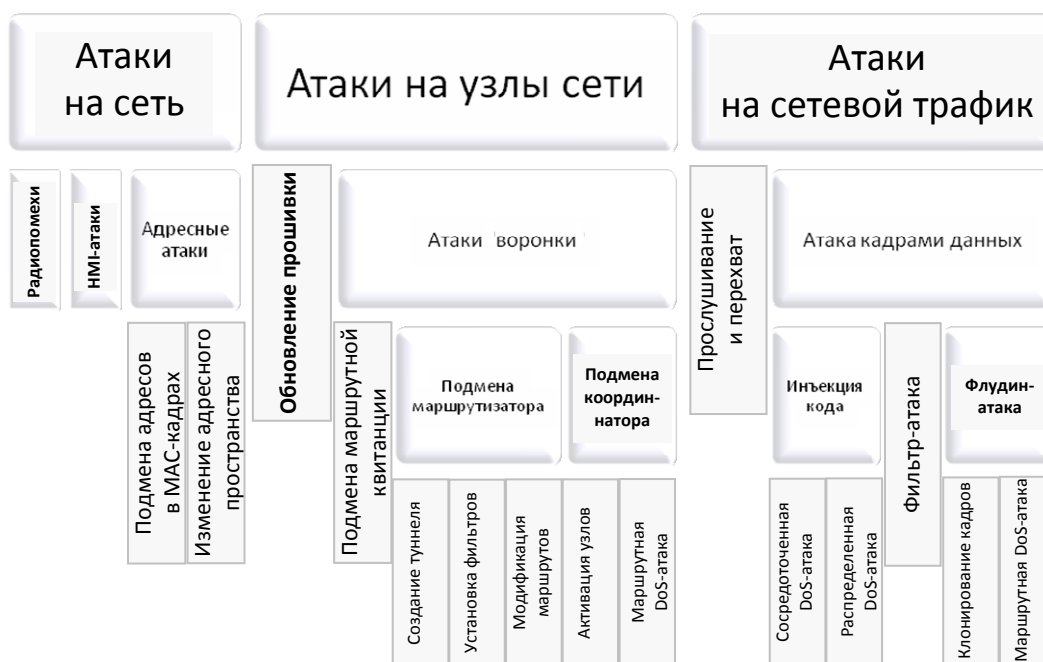 Атаки
на сеть
Атаки на узлы сети
Атаки
на сетевой трафик
Радиопомехи
HMI-атаки
Адресные
атаки
Обновление прошивки
Атаки воронки
Прослушивание
и перехват
Атака кадрами данных
Подмена адресов
в MAC-кадрах
Изменение адресного
пространства
Подмена маршрутной
квитанции
Подмена
маршрутизатора
Подмена
координ-
натора
Инъекция
кода
Фильтр-атака
Флудин-
атака
Создание туннеля
Установка фильтров
Модификация
маршрутов
Активация узлов
Маршрутная
DoS-атака
Сосредоточенная
DoS-атака
Распределенная
DoS-атака
Клонирование кадров
Маршрутная DoS-атака